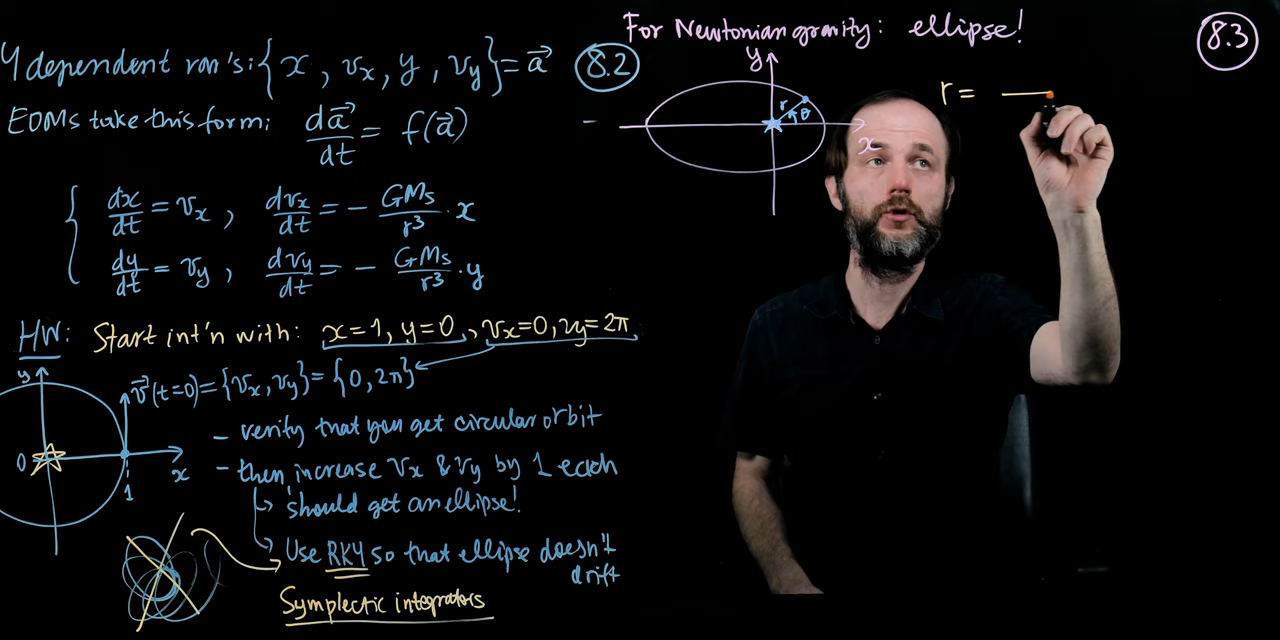 4 dependent var's: { x , vx , y , vy } = a⃗
8.2
EOMs take this form: da⃗/dt = f(a⃗)
dx/dt = vx , dvx/dt = - GMs/r³ · x
dy/dt = vy , dvy/dt = - GMs/r³ · y
HW: Start int'n with: x=1, y=0 , vx=0, vy=2π
y
v⃗(t=0) = {vx, vy} = {0, 2π}
- verify that you get circular orbit
0 1 x
- then increase vx & vy by 1 each
↳ should get an ellipse!
↳ Use RK4 so that ellipse doesn't
drift
Symplectic integrators
For Newtonian gravity: ellipse!
8.3
y
r θ
x
r = —